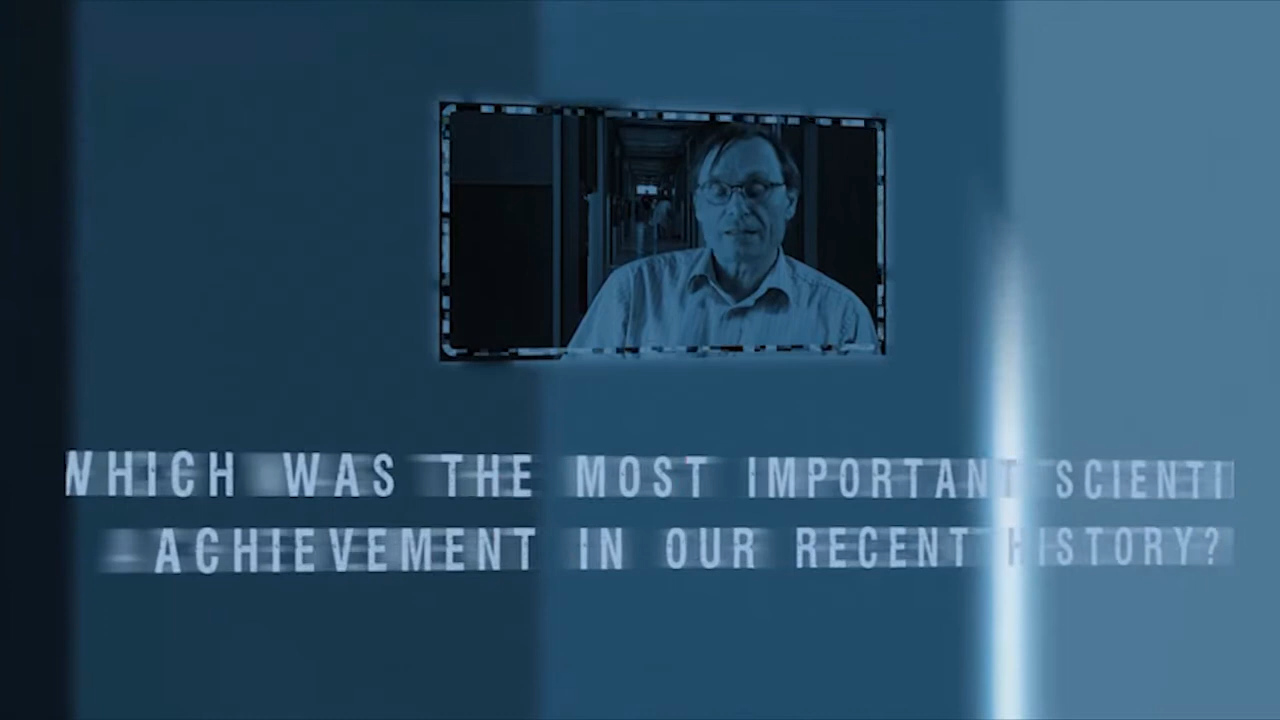 WHICH WAS THE MOST IMPORTANT SCIENTI
ACHIEVEMENT IN OUR RECENT HISTORY?